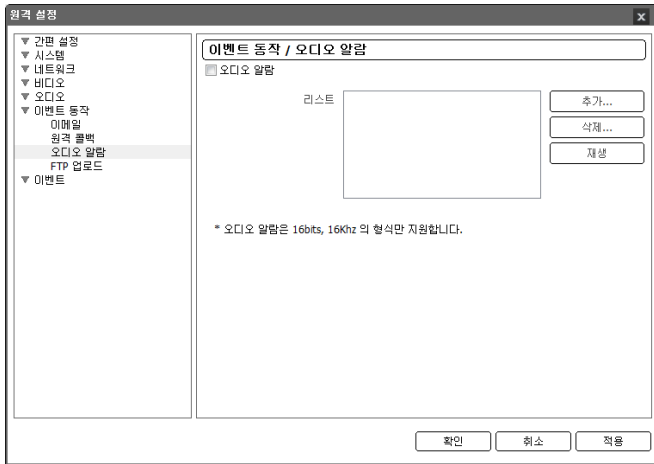 원격 설정
간편 설정
시스템
네트워크
비디오
오디오
이벤트 동작
이메일
원격 콜백
오디오 알람
FTP 업로드
이벤트
이벤트 동작 / 오디오 알람
오디오 알람
리스트
추가...
삭제...
재생
* 오디오 알람은 16bits, 16Khz 의 형식만 지원합니다.
확인
취소
적용